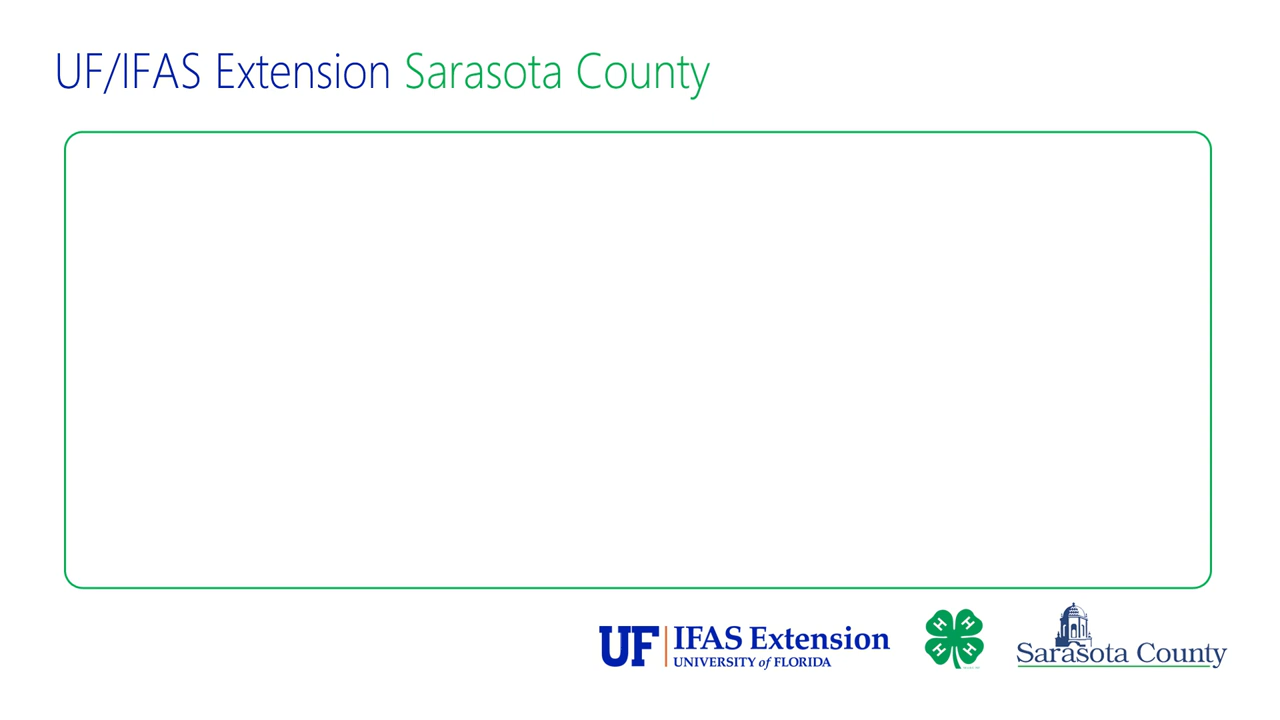 UF/IFAS Extension Sarasota County
UF IFAS Extension
UNIVERSITY of FLORIDA
H H
H H
Sarasota County